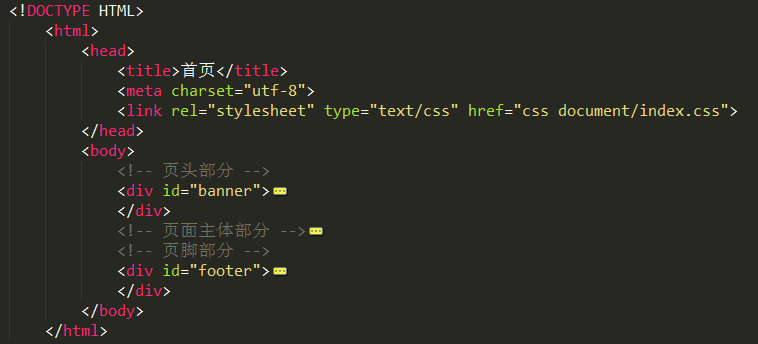 <!DOCTYPE HTML>
<html>
<head>
<title>首页</title>
<meta charset="utf-8">
<link rel="stylesheet" type="text/css" href="css document/index.css">
</head>
<body>
<!-- 页头部分 -->
<div id="banner">
</div>
<!-- 页面主体部分 -->
<!-- 页脚部分 -->
<div id="footer">
</div>
</body>
</html>